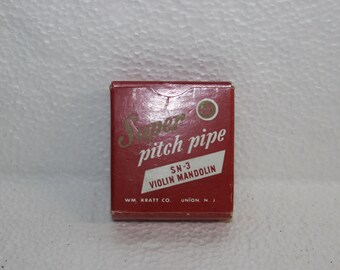 Super
pitch pipe
SN-3
VIOLIN MANDOLIN
WM. KRATT CO. UNION, N. J.